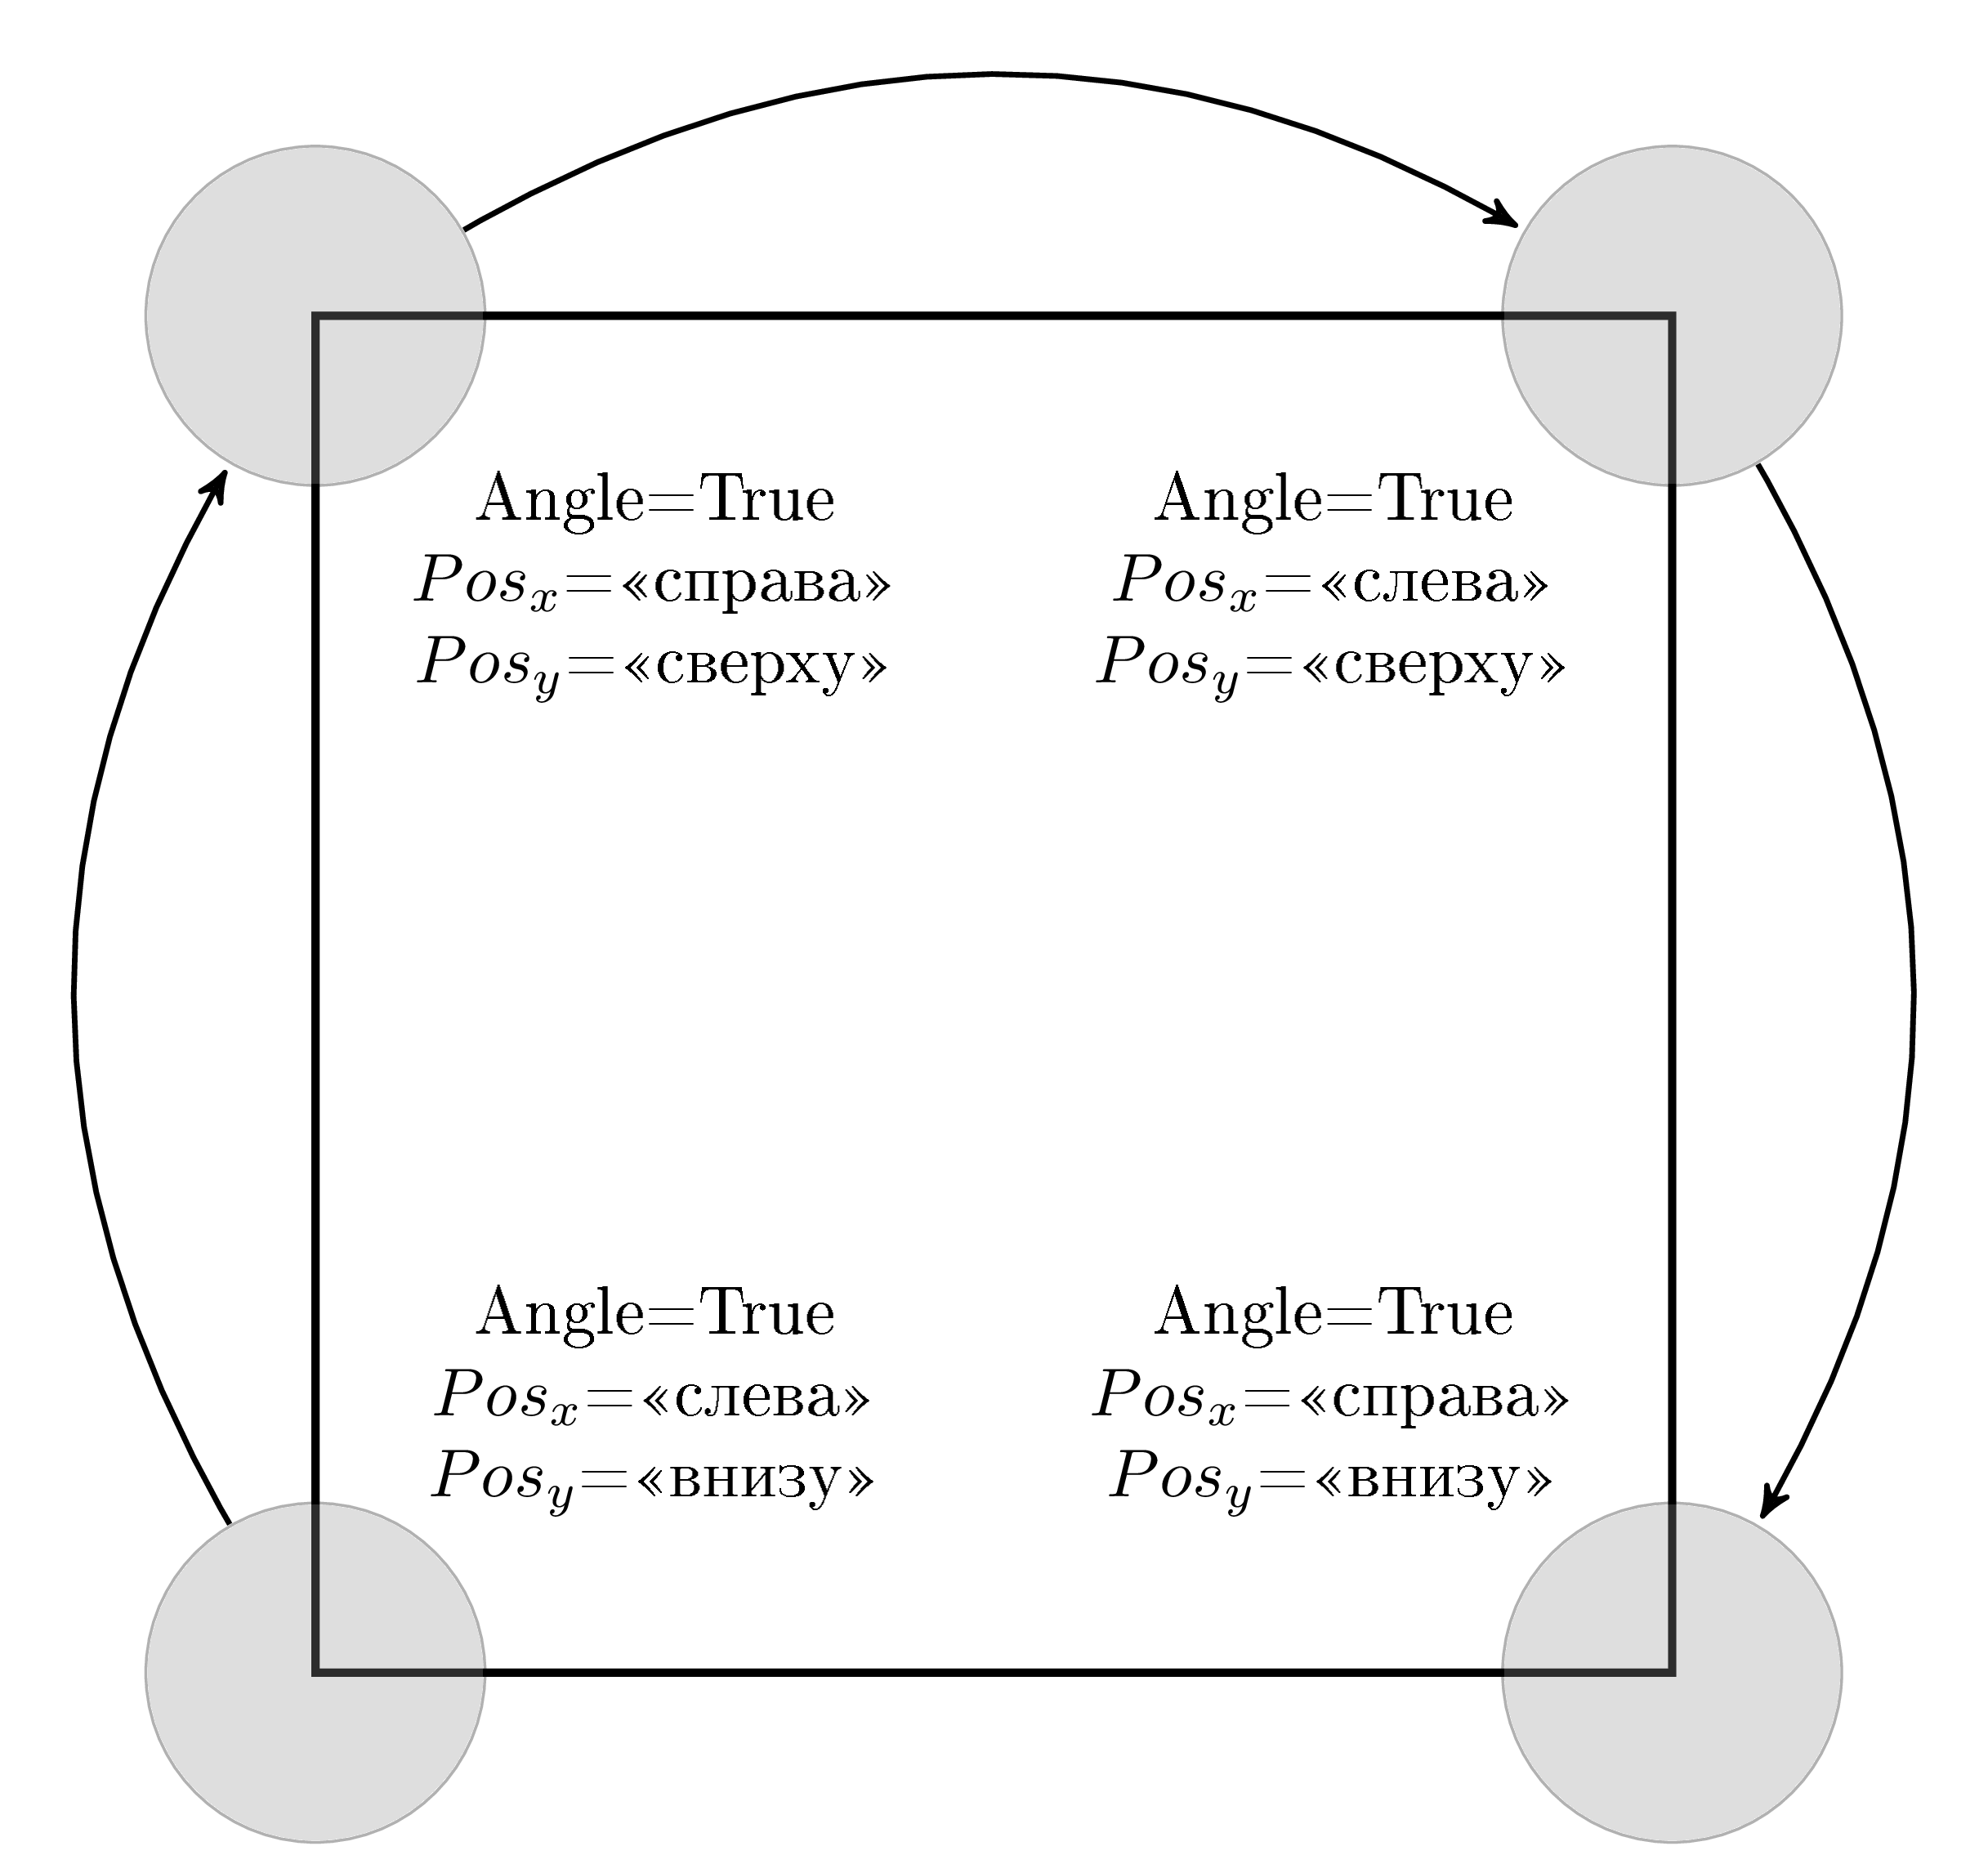 Angle=True
Pos_x=«справа»
Pos_y=«сверху»
Angle=True
Pos_x=«слева»
Pos_y=«сверху»
Angle=True
Pos_x=«слева»
Pos_y=«внизу»
Angle=True
Pos_x=«справа»
Pos_y=«внизу»